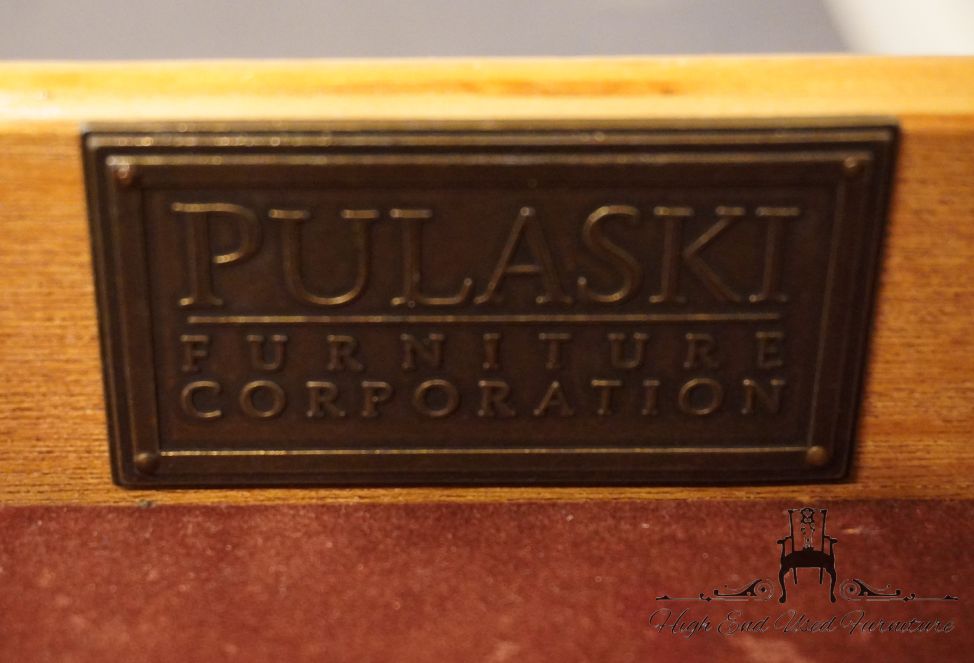 PULASKI
FURNITURE
CORPORATION
High End Used Furniture